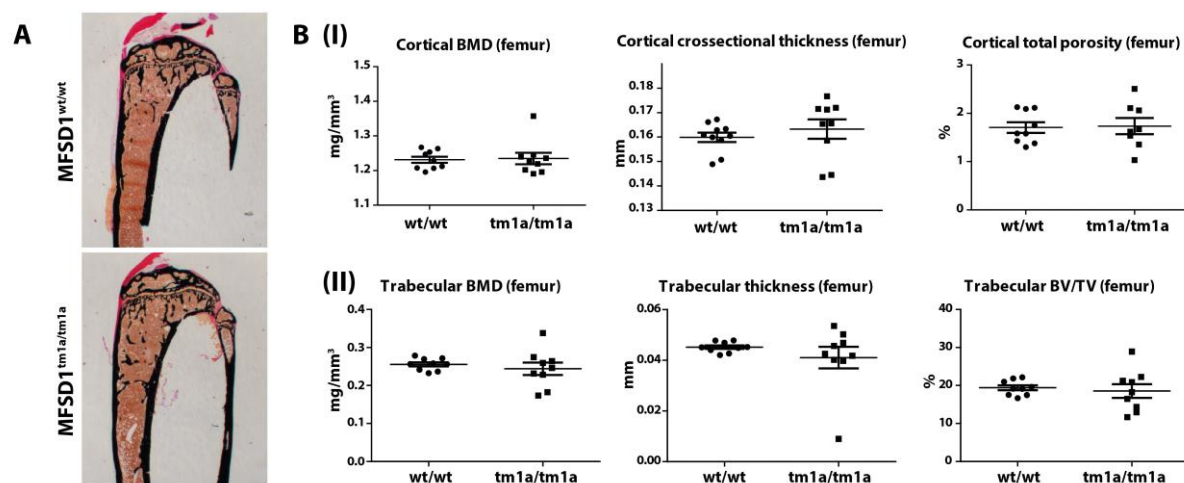 A
MFSD1wt/wt
MFSD1tm1a/tm1a
B (I)
Cortical BMD (femur)
mg/mm³
1.5
1.4
1.3
1.2
1.1
wt/wt
tm1a/tm1a
Cortical crossectional thickness (femur)
mm
0.18
0.17
0.16
0.15
0.14
0.13
wt/wt
tm1a/tm1a
Cortical total porosity (femur)
%
3
2
1
0
wt/wt
tm1a/tm1a
(II)
Trabecular BMD (femur)
mg/mm³
0.4
0.3
0.2
0.1
0.0
wt/wt
tm1a/tm1a
Trabecular thickness (femur)
mm
0.06
0.04
0.02
0.00
wt/wt
tm1a/tm1a
Trabecular BV/TV (femur)
%
40
30
20
10
0
wt/wt
tm1a/tm1a